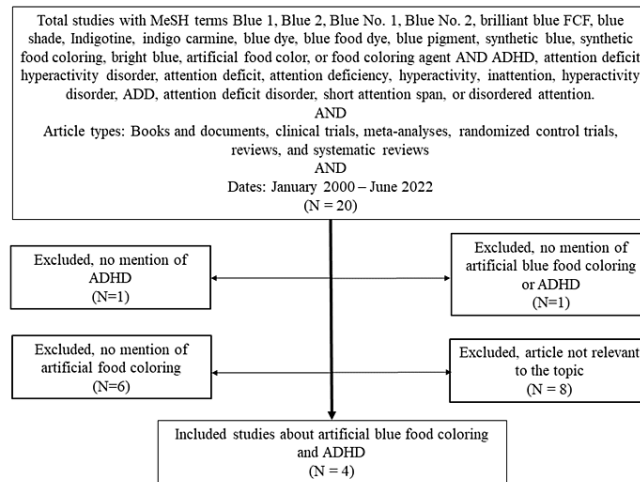 Total studies with MeSH terms Blue 1, Blue 2, Blue No. 1, Blue No. 2, brilliant blue FCF, blue
shade, Indigotine, indigo carmine, blue dye, blue food dye, blue pigment, synthetic blue, synthetic
food coloring, bright blue, artificial food color, or food coloring agent AND ADHD, attention deficit
hyperactivity disorder, attention deficit, attention deficiency, hyperactivity, inattention, hyperactivity
disorder, ADD, attention deficit disorder, short attention span, or disordered attention.
AND
Article types: Books and documents, clinical trials, meta-analyses, randomized control trials,
reviews, and systematic reviews
AND
Dates: January 2000 – June 2022
(N = 20)
Excluded, no mention of
ADHD
(N=1)
Excluded, no mention of
artificial blue food coloring
or ADHD
(N=1)
Excluded, no mention of
artificial food coloring
(N=6)
Excluded, article not relevant
to the topic
(N = 8)
Included studies about artificial blue food coloring
and ADHD
(N = 4)